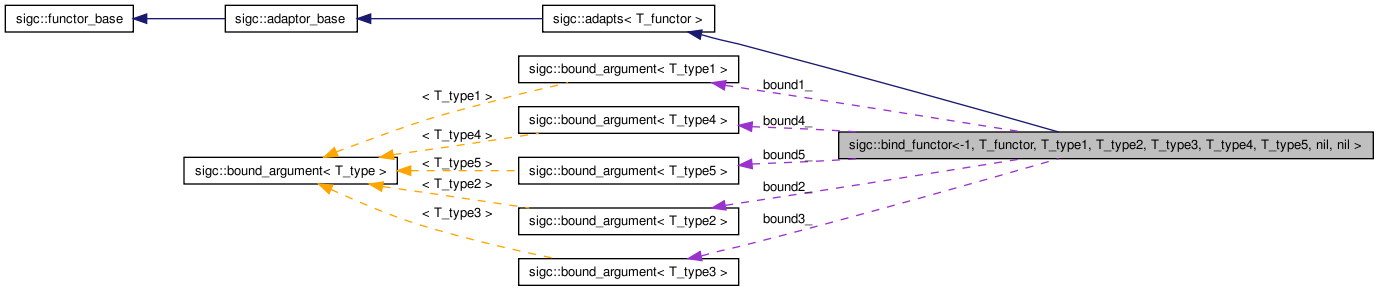 sigc::functor_base
sigc::adaptor_base
sigc::adapts< T_functor >
sigc::bound_argument< T_type1 >
bound1_
< T_type1 >
sigc::bound_argument< T_type4 >
bound4_
< T_type4 >
sigc::bind_functor<-1, T_functor, T_type1, T_type2, T_type3, T_type4, T_type5, nil, nil >
bound5_
< T_type5 >
sigc::bound_argument< T_type >
sigc::bound_argument< T_type5 >
< T_type2 >
bound2_
< T_type3 >
sigc::bound_argument< T_type2 >
bound3_
sigc::bound_argument< T_type3 >